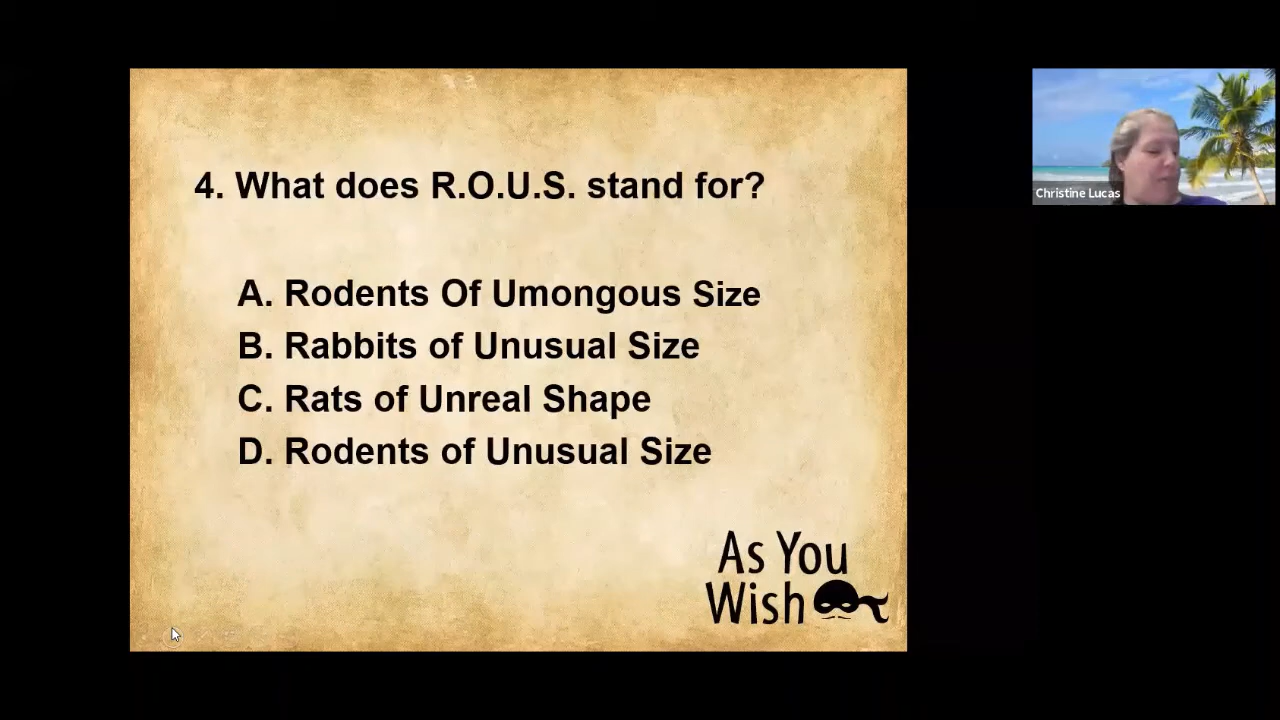 4. What does R.O.U.S. stand for?
A. Rodents Of Umongous Size
B. Rabbits of Unusual Size
C. Rats of Unreal Shape
D. Rodents of Unusual Size
As You
Wish
Christine Lucas